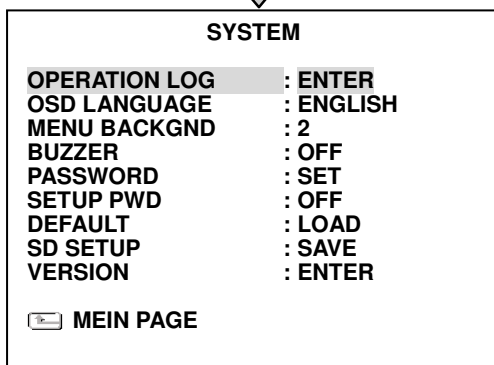 SYSTEM
OPERATION LOG : ENTER
OSD LANGUAGE : ENGLISH
MENU BACKGND : 2
BUZZER : OFF
PASSWORD : SET
SETUP PWD : OFF
DEFAULT : LOAD
SD SETUP : SAVE
VERSION : ENTER
MEIN PAGE